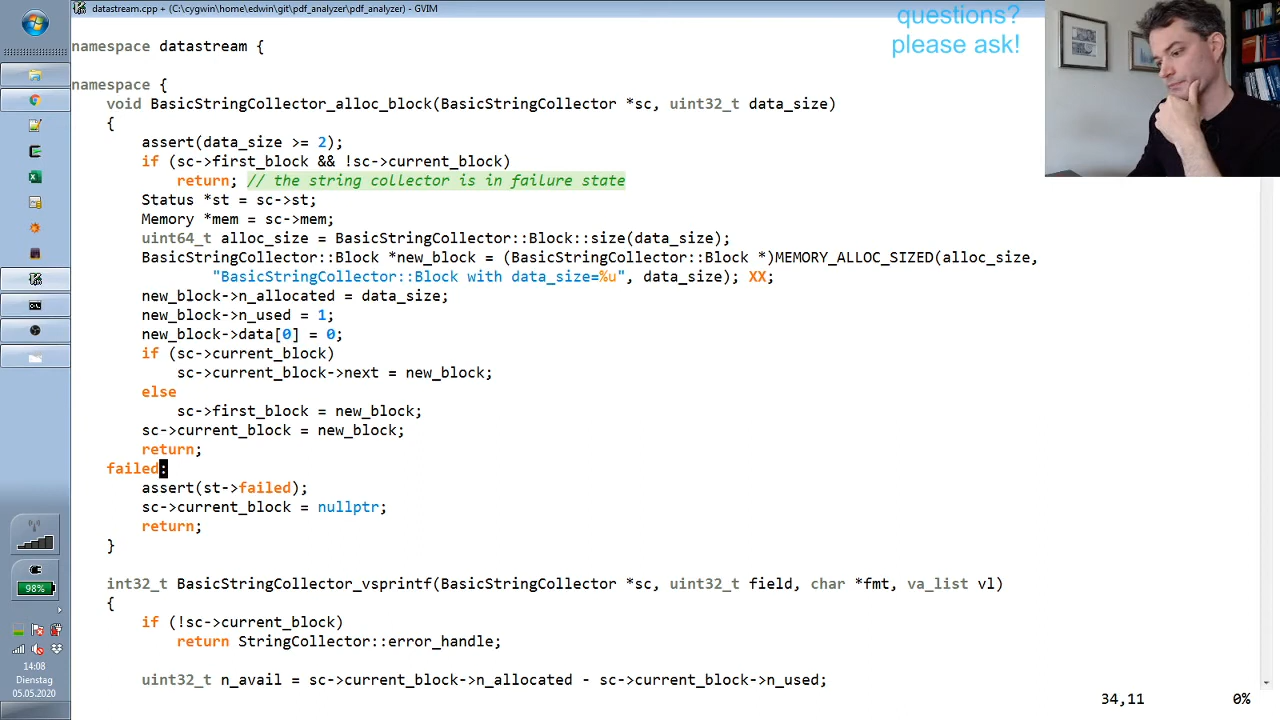 datastream.cpp + (C:\cygwin\home\edwin\git\pdf_analyzer\pdf_analyzer) - GVIM
questions?
please ask!
namespace datastream {
namespace {
void BasicStringCollector_alloc_block(BasicStringCollector *sc, uint32_t data_size)
{
assert(data_size >= 2);
if (sc->first_block && !sc->current_block)
return; // the string collector is in failure state
Status *st = sc->st;
Memory *mem = sc->mem;
uint64_t alloc_size = BasicStringCollector::Block::size(data_size);
BasicStringCollector::Block *new_block = (BasicStringCollector::Block *)MEMORY_ALLOC_SIZED(alloc_size,
"BasicStringCollector::Block with data_size=%u", data_size); XX;
new_block->n_allocated = data_size;
new_block->n_used = 1;
new_block->data[0] = 0;
if (sc->current_block)
sc->current_block->next = new_block;
else
sc->first_block = new_block;
sc->current_block = new_block;
return;
failed:
assert(st->failed);
sc->current_block = nullptr;
return;
}
int32_t BasicStringCollector_vsprintf(BasicStringCollector *sc, uint32_t field, char *fmt, va_list vl)
{
if (!sc->current_block)
return StringCollector::error_handle;
uint32_t n_avail = sc->current_block->n_allocated - sc->current_block->n_used;
34,11 0%
98%
14:08
Dienstag
05.05.2020